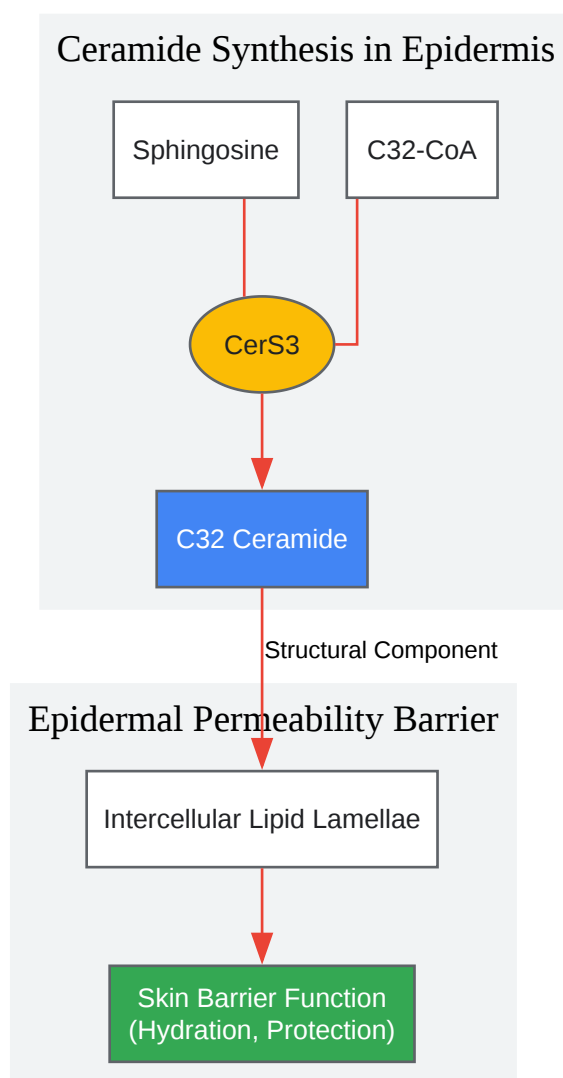 Ceramide Synthesis in Epidermis
Sphingosine
C32-CoA
CerS3
C32 Ceramide
Structural Component
Epidermal Permeability Barrier
Intercellular Lipid Lamellae
Skin Barrier Function
(Hydration, Protection)